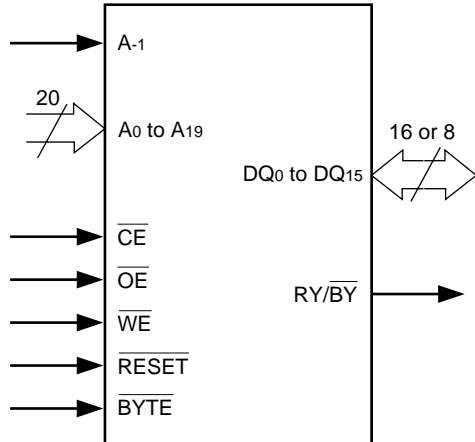 A-1
20
A0 to A19
16 or 8
DQ0 to DQ15
CE
OE
RY/BY
WE
RESET
BYTE